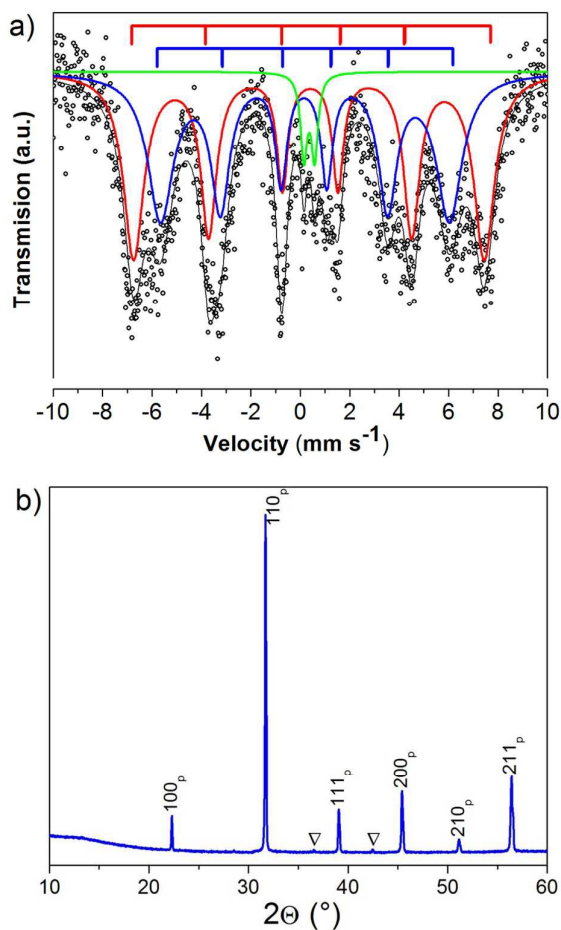 a)
Transmision (a.u.)
-10 -8 -6 -4 -2 0 2 4 6 8 10
Velocity (mm s-1)
b)
110p
100p
111p
200p
210p
211p
▽ ▽
10 20 30 40 50 60
2Θ (°)